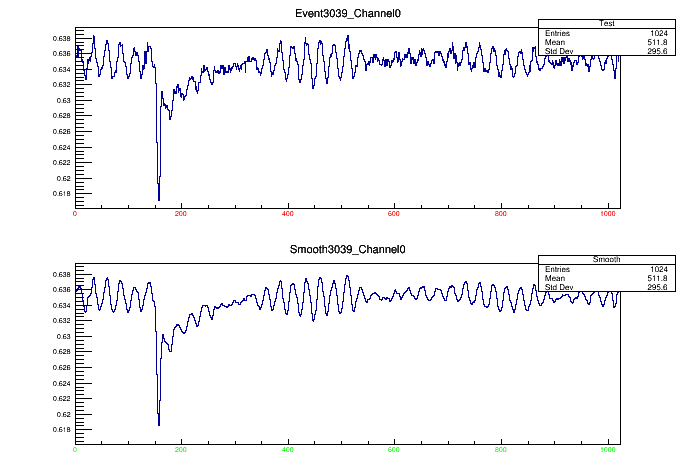 Event3039_Channel0
Test
Entries 1024
Mean 511.8
Std Dev 295.6
0.638
0.636
0.634
0.632
0.63
0.628
0.626
0.624
0.622
0.62
0.618
0 200 400 600 800 1000
Smooth3039_Channel0
Smooth
Entries 1024
Mean 511.8
Std Dev 295.6
0.638
0.636
0.634
0.632
0.63
0.628
0.626
0.624
0.622
0.62
0.618
0 200 400 600 800 1000